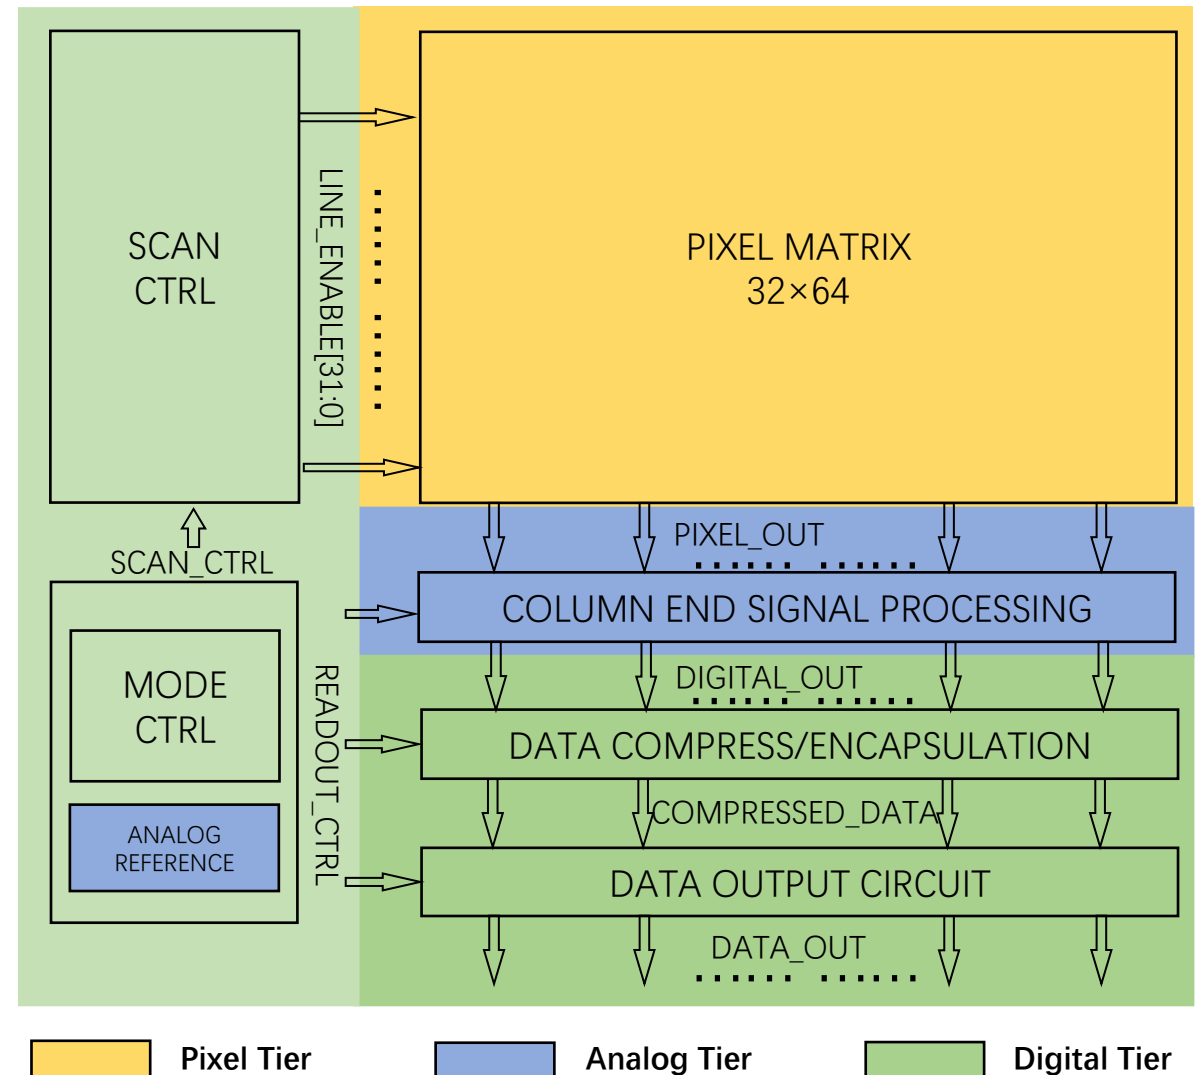 SCAN
CTRL
LINE_ENABLE[31:0]
PIXEL MATRIX
32×64
SCAN_CTRL
PIXEL_OUT
COLUMN END SIGNAL PROCESSING
MODE
CTRL
ANALOG
REFERENCE
READOUT_CTRL
DIGITAL_OUT
DATA COMPRESS/ENCAPSULATION
COMPRESSED_DATA
DATA OUTPUT CIRCUIT
DATA_OUT
Pixel Tier
Analog Tier
Digital Tier